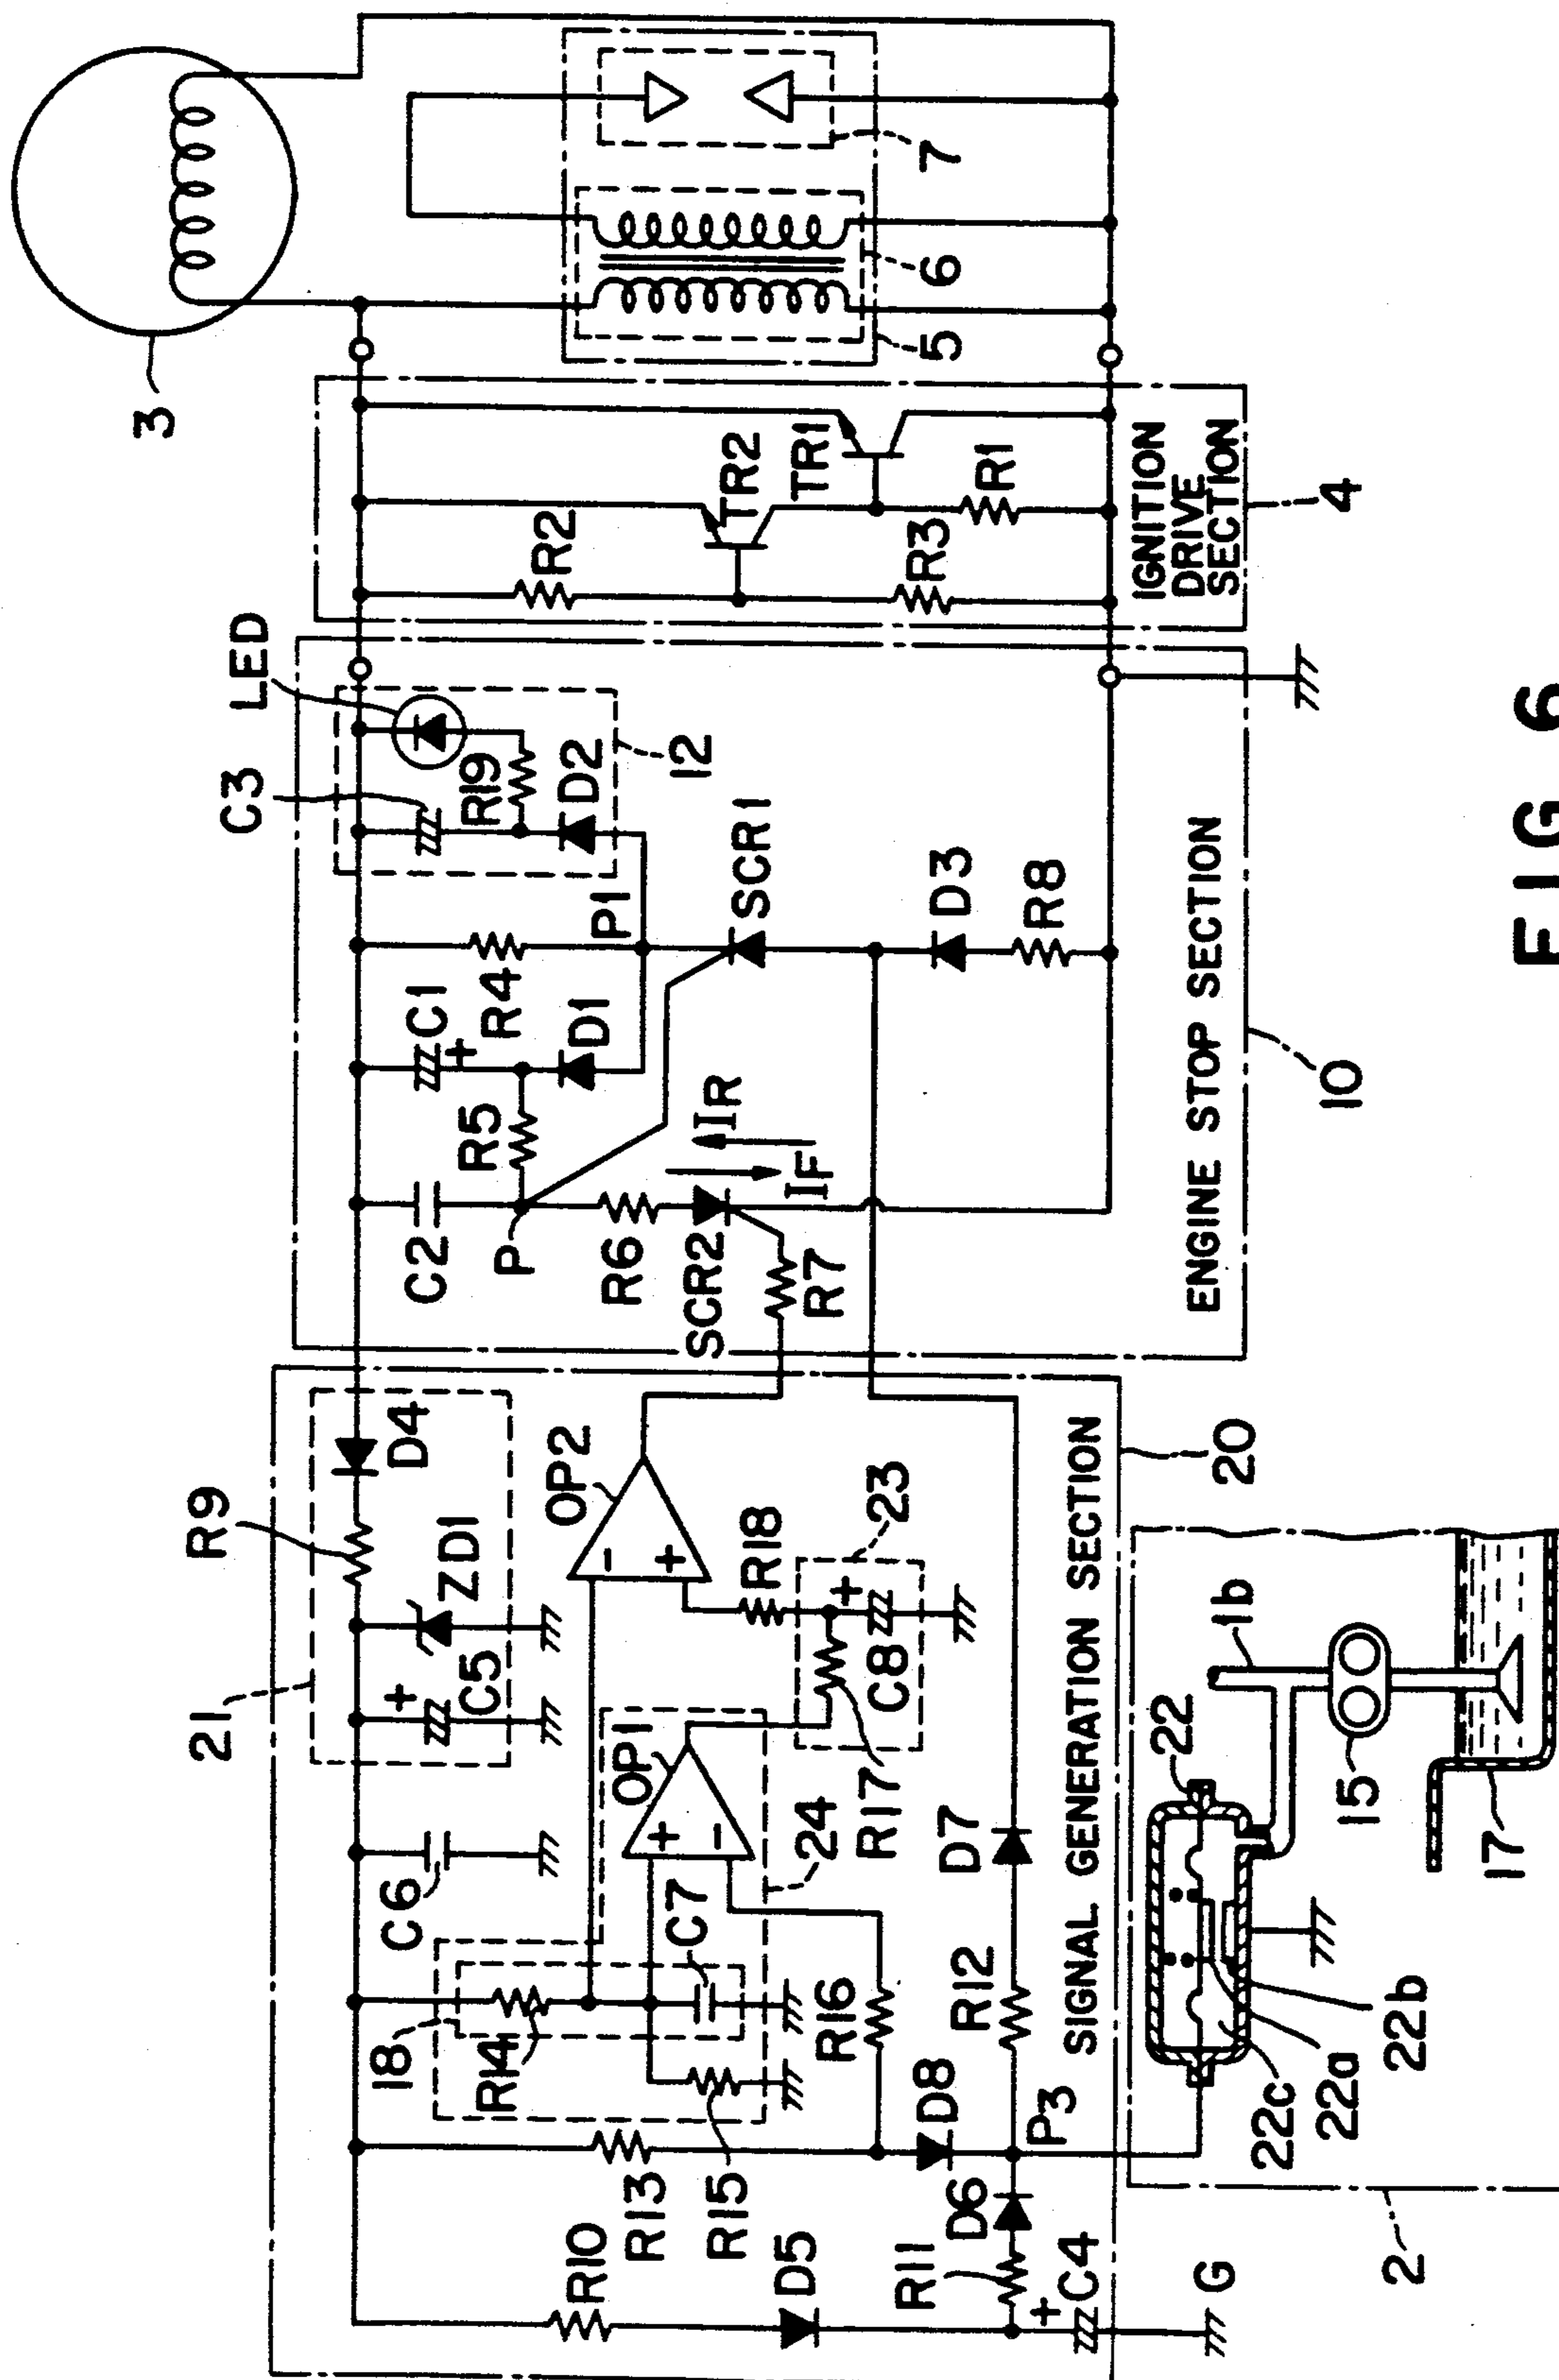 3
7
6
5
TR2
TR1
R2
R3
R1
IGNITION
DRIVE
SECTION
4
LED
C3
R19
D2
12
P1
SCR1
C1
R4
D1
D3
R8
R5
IR
IF
C2
P
R6
SCR2
R7
ENGINE STOP SECTION
10
R9
D4
ZD1
21
C5
+
OP2
-
+
R18
23
+
C8
R17
OP1
+
-
24
C6
C7
18
R14
R16
R15
R13
R10
D5
D7
R12
D8
P3
D6
R11
+
C4
G
+
SIGNAL GENERATION SECTION
20
1b
22
15
17
22b
22a
22c
2
FIG 6